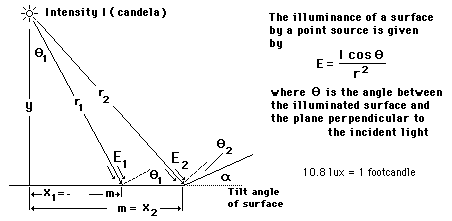 Intensity I ( candela)
θ1
y
r1
r2
E1
E2
θ1
θ2
α
x1 = - m
m = x2
Tilt angle
of surface
The illuminance of a surface
by a point source is given
by
E = I cos θ
r²
where θ is the angle between
the illuminated surface and
the plane perpendicular to
the incident light
10.8 lux = 1 footcandle